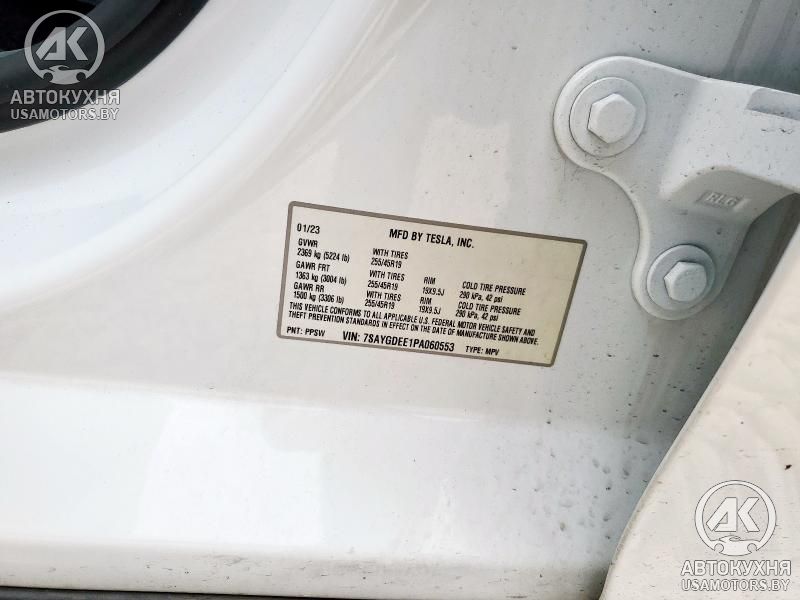 АК
АВТОКУХНЯ
USAMOTORS.BY
RLG
01/23 MFD BY TESLA, INC.
GVWR WITH TIRES
2369 kg (5224 lb) 255/45R19
GAWR FRT WITH TIRES RIM COLD TIRE PRESSURE
1363 kg (3004 lb) 255/45R19 19X9.5J 290 kPa, 42 psi
GAWR RR WITH TIRES RIM COLD TIRE PRESSURE
1500 kg (3306 lb) 255/45R19 19X9.5J 290 kPa, 42 psi
THIS VEHICLE CONFORMS TO ALL APPLICABLE U.S. FEDERAL MOTOR VEHICLE SAFETY AND
THEFT PREVENTION STANDARDS IN EFFECT ON THE DATE OF MANUFACTURE SHOWN ABOVE.
PNT: PPSW VIN: 7SAYGDEE1PA060553 TYPE: MPV
АК
АВТОКУХНЯ
USAMOTORS.BY